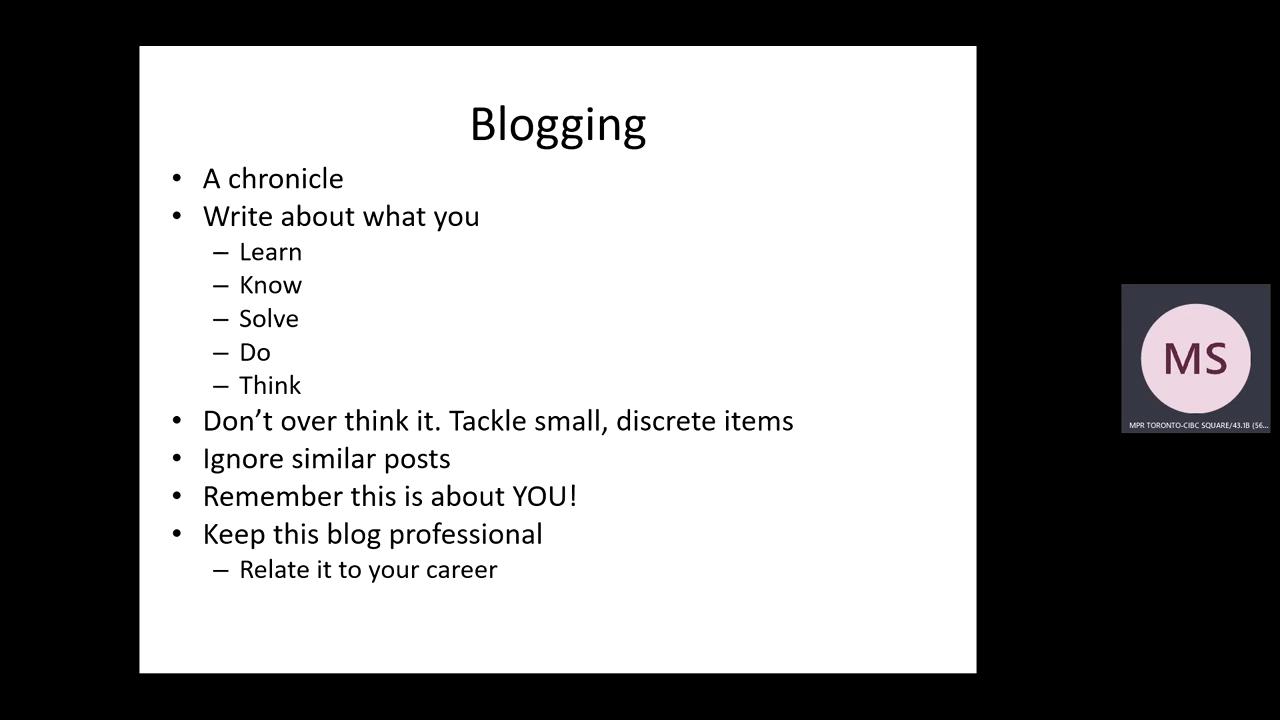 Blogging
• A chronicle
• Write about what you
– Learn
– Know
– Solve
– Do
– Think
• Don’t over think it. Tackle small, discrete items
• Ignore similar posts
• Remember this is about YOU!
• Keep this blog professional
– Relate it to your career
MS
MPR TORONTO-CIBC SQUARE/43.1B (56...